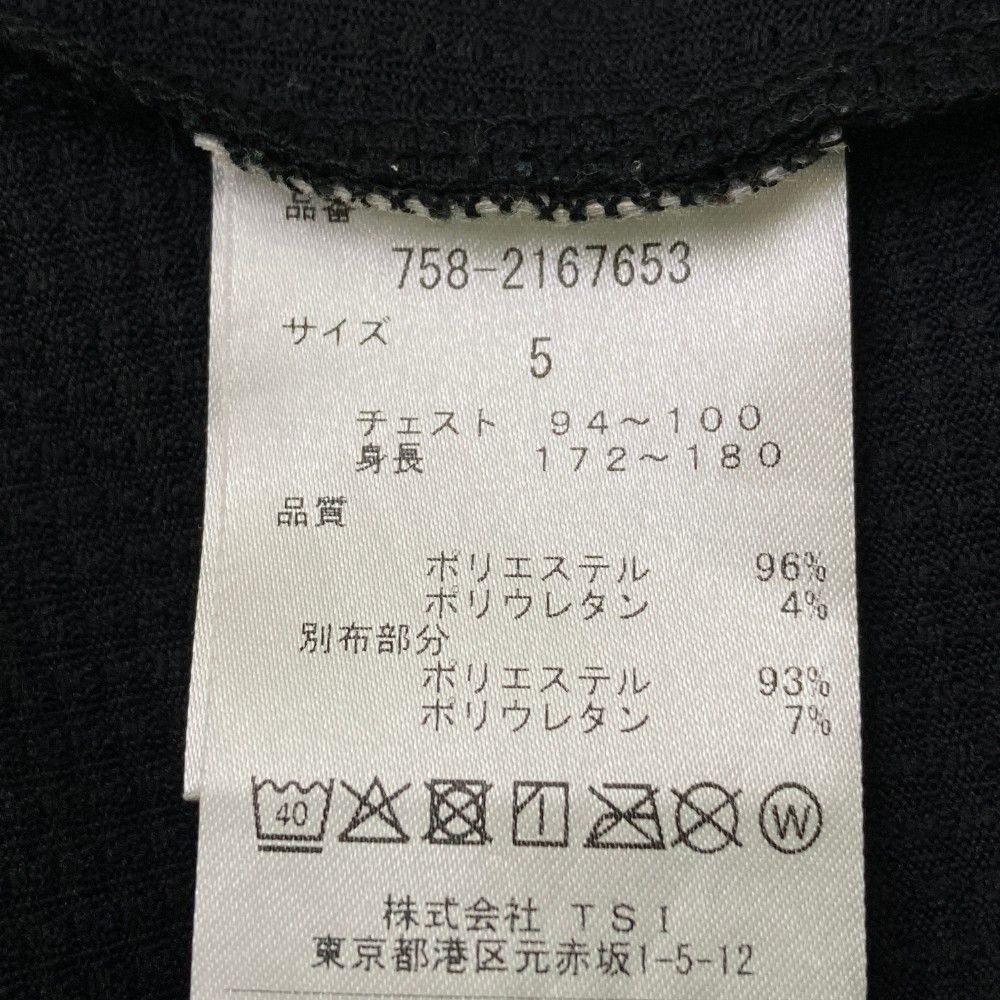 品番
758-2167653
サイズ
5
チェスト 94～100
身長 172～180
品質
ポリエステル 96%
ポリウレタン 4%
別布部分
ポリエステル 93%
ポリウレタン 7%
40 W
株式会社 TSI
東京都港区元赤坂1-5-12